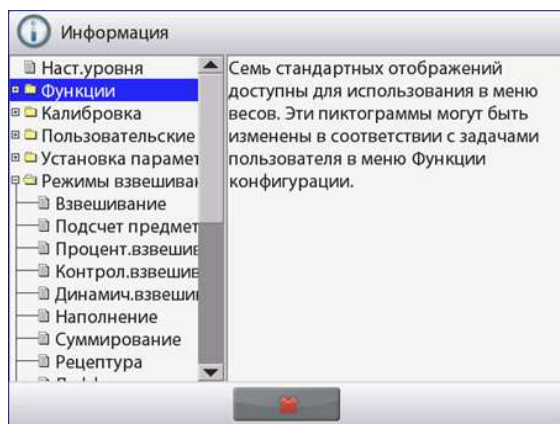 Информация
Наст.уровня
Функции
Калибровка
Пользовательские
Установка парамет
Режимы взвешиван
Взвешивание
Подсчет предмет
Процент.взвешив
Контрол.взвешив
Динамич.взвеши
Наполнение
Суммирование
Рецептура
Семь стандартных отображений
доступны для использования в меню
весов. Эти пиктограммы могут быть
изменены в соответствии с задачами
пользователя в меню Функции
конфигурации.